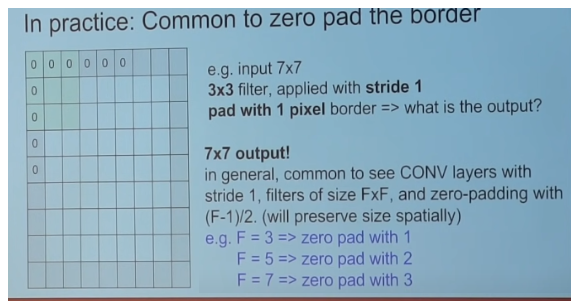 In practice: Common to zero pad the border
0 0 0 0 0 0
0
0
0
0
e.g. input 7x7
3x3 filter, applied with stride 1
pad with 1 pixel border => what is the output?
7x7 output!
in general, common to see CONV layers with
stride 1, filters of size FxF, and zero-padding with
(F-1)/2. (will preserve size spatially)
e.g. F = 3 => zero pad with 1
F = 5 => zero pad with 2
F = 7 => zero pad with 3